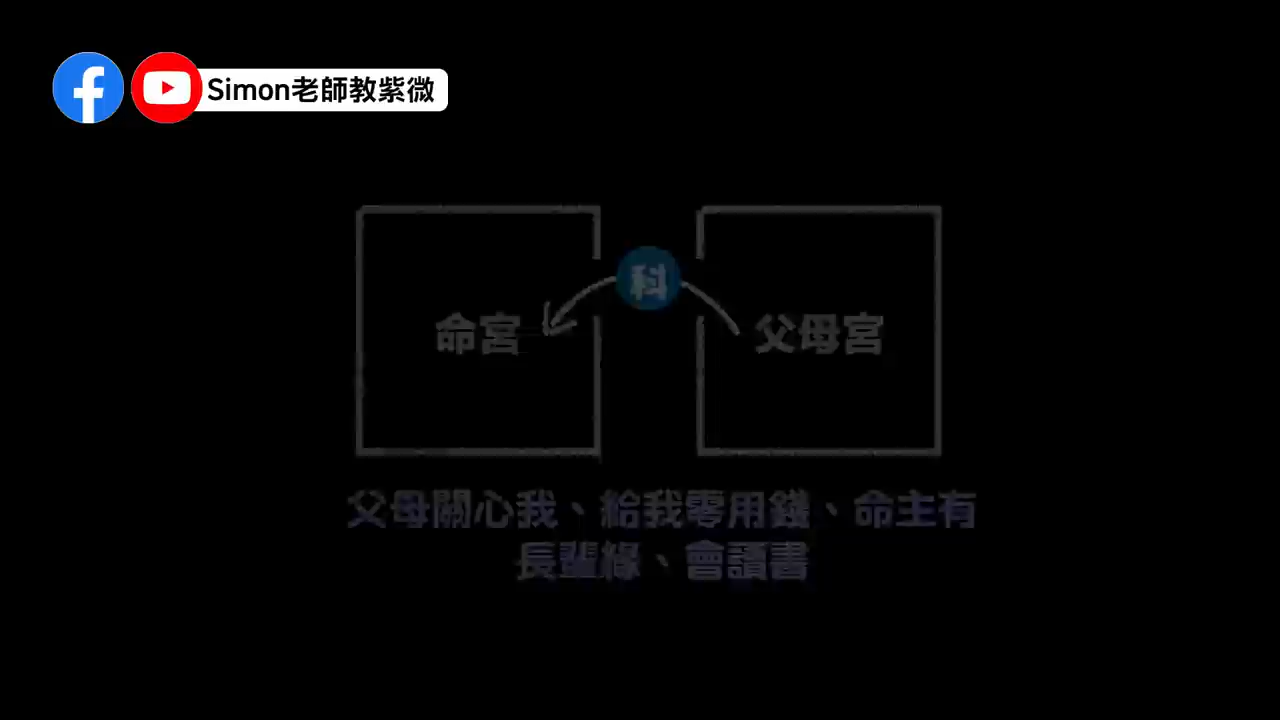 Simon老師教紫微
科
命宮
父母宮
父母關心我、給我零用錢、命主有
長輩緣、會讀書